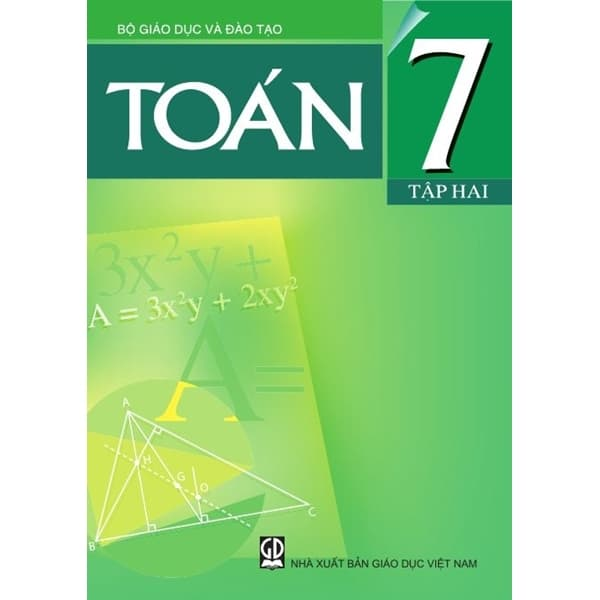 BỘ GIÁO DỤC VÀ ĐÀO TẠO
TOÁN
7
TẬP HAI
3x²y +
A = 3x²y + 2xy²
A =
A
H
G
O
B
C
GD
NHÀ XUẤT BẢN GIÁO DỤC VIỆT NAM